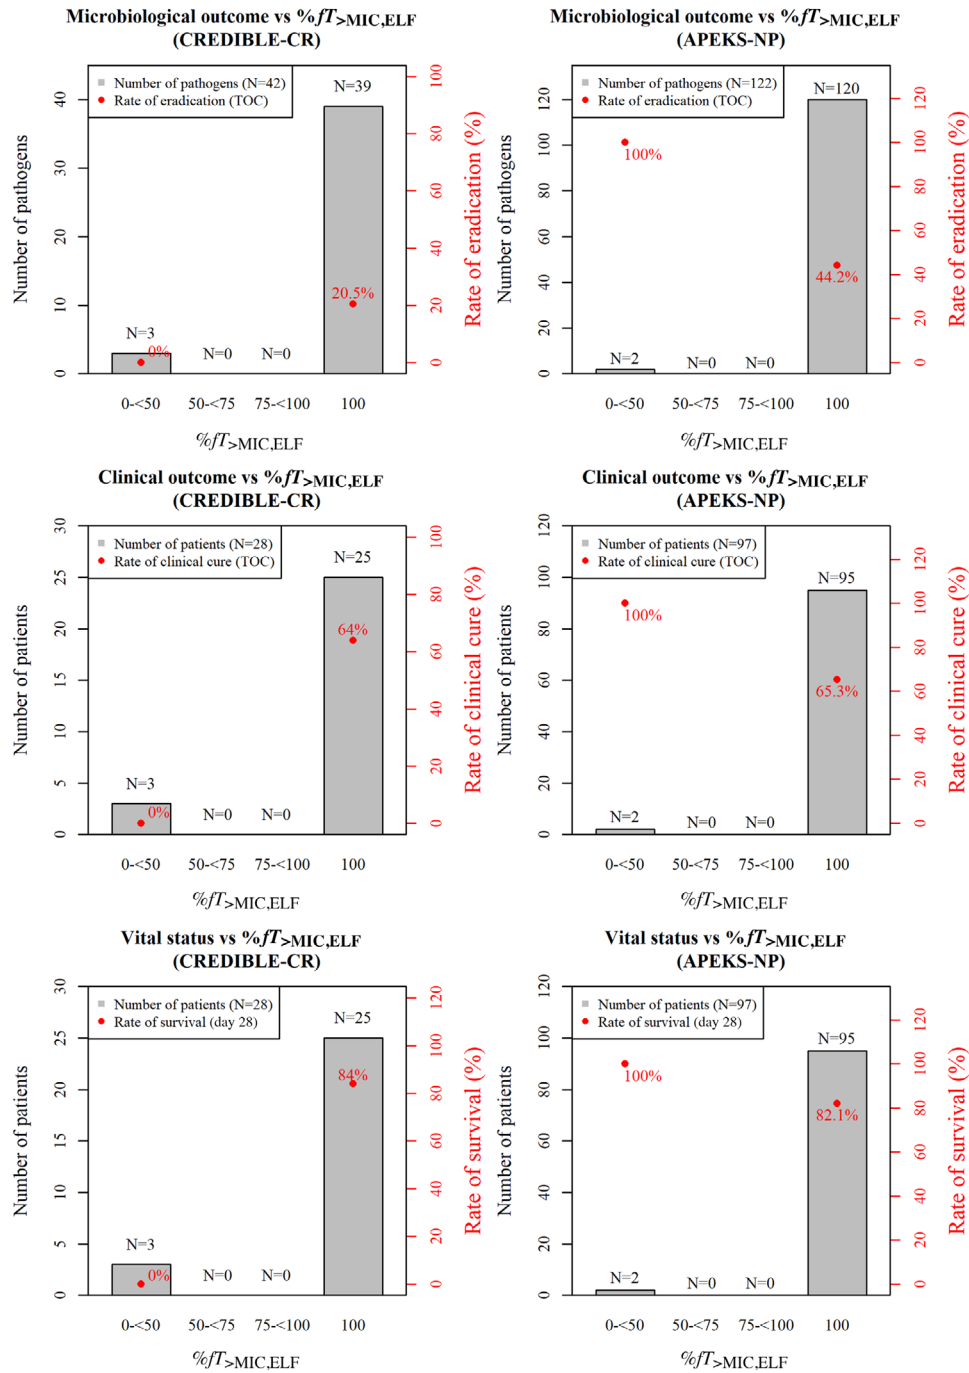 Microbiological outcome vs %fT>MIC,ELF
(CREDIBLE-CR)
Number of pathogens (N=42)
Rate of eradication (TOC)
N=39
20.5%
N=3
0%
N=0
N=0
0
10
20
30
40
Number of pathogens
0
20
40
60
80
100
Rate of eradication (%)
0-<50
50-<75
75-<100
100
%fT>MIC,ELF
Microbiological outcome vs %fT>MIC,ELF
(APEKS-NP)
Number of pathogens (N=122)
Rate of eradication (TOC)
N=120
100%
44.2%
N=2
N=0
N=0
0
20
40
60
80
100
120
Number of pathogens
0
20
40
60
80
100
120
Rate of eradication (%)
0-<50
50-<75
75-<100
100
%fT>MIC,ELF
Clinical outcome vs %fT>MIC,ELF
(CREDIBLE-CR)
Number of patients (N=28)
Rate of clinical cure (TOC)
N=25
64%
N=3
0%
N=0
N=0
0
5
10
15
20
25
30
Number of patients
0
20
40
60
80
100
Rate of clinical cure (%)
0-<50
50-<75
75-<100
100
%fT>MIC,ELF
Clinical outcome vs %fT>MIC,ELF
(APEKS-NP)
Number of patients (N=97)
Rate of clinical cure (TOC)
N=95
100%
65.3%
N=2
N=0
N=0
0
20
40
60
80
100
120
Number of patients
0
20
40
60
80
100
120
Rate of clinical cure (%)
0-<50
50-<75
75-<100
100
%fT>MIC,ELF
Vital status vs %fT>MIC,ELF
(CREDIBLE-CR)
Number of patients (N=28)
Rate of survival (day 28)
N=25
84%
N=3
0%
N=0
N=0
0
5
10
15
20
25
30
Number of patients
0
20
40
60
80
100
120
Rate of survival (%)
0-<50
50-<75
75-<100
100
%fT>MIC,ELF
Vital status vs %fT>MIC,ELF
(APEKS-NP)
Number of patients (N=97)
Rate of survival (day 28)
N=95
100%
82.1%
N=2
N=0
N=0
0
20
40
60
80
100
120
Number of patients
0
20
40
60
80
100
120
Rate of survival (%)
0-<50
50-<75
75-<100
100
%fT>MIC,ELF